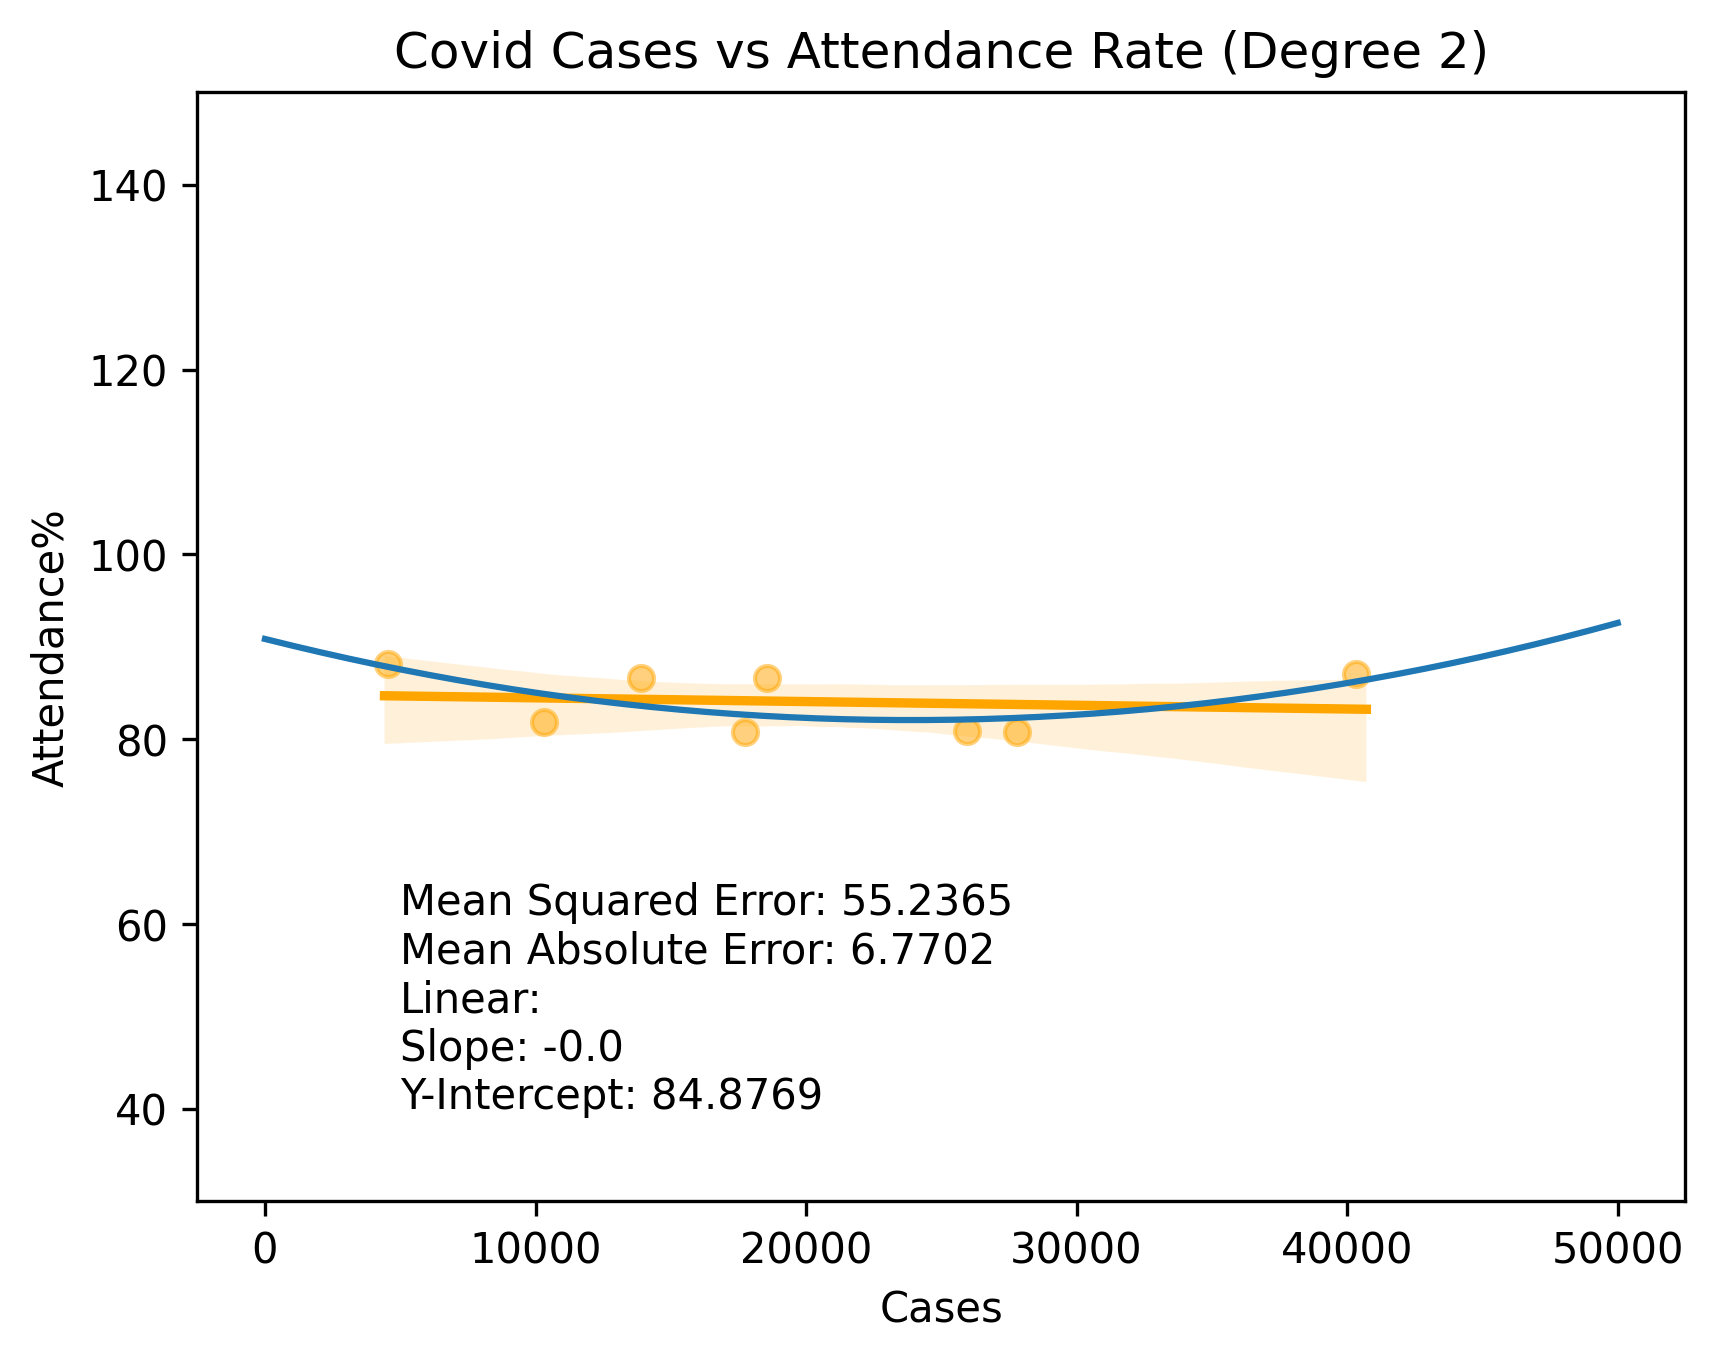 Covid Cases vs Attendance Rate (Degree 2)
140
120
100
80
60
40
Attendance%
Mean Squared Error: 55.2365
Mean Absolute Error: 6.7702
Linear:
Slope: -0.0
Y-Intercept: 84.8769
0 10000 20000 30000 40000 50000
Cases